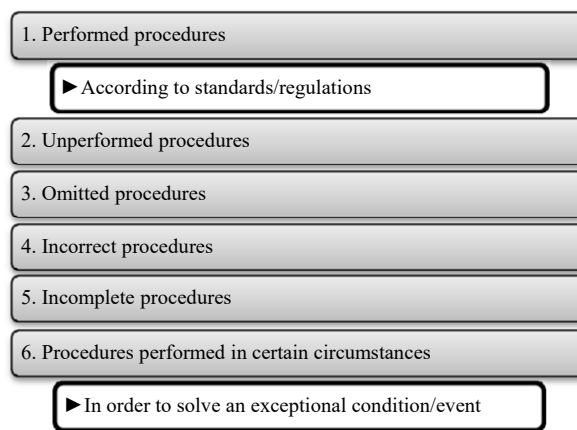 1. Performed procedures
►According to standards/regulations
2. Unperformed procedures
3. Omitted procedures
4. Incorrect procedures
5. Incomplete procedures
6. Procedures performed in certain circumstances
►In order to solve an exceptional condition/event